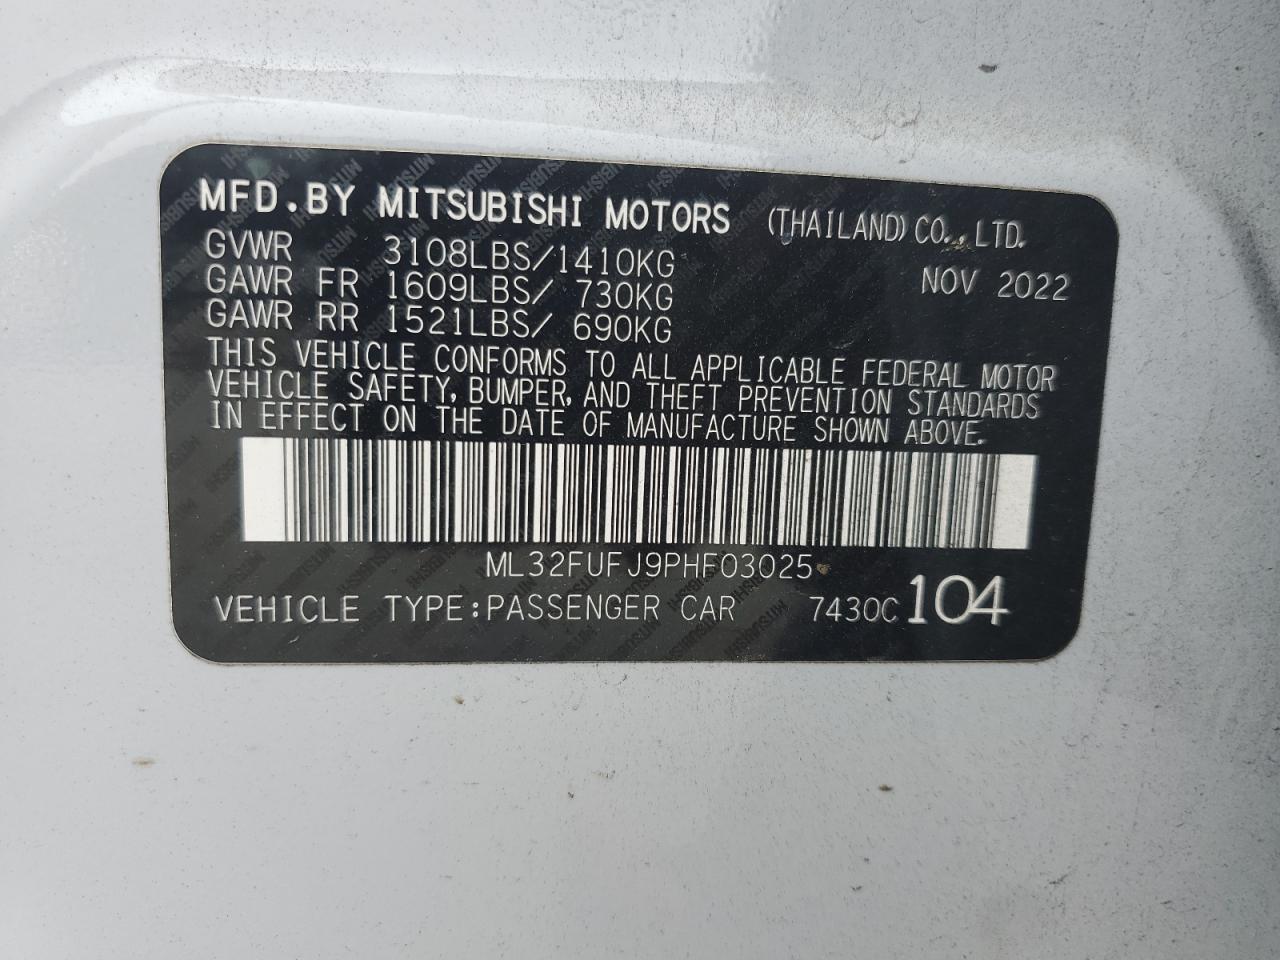 MFD.BY MITSUBISHI MOTORS (THAILAND) CO., LTD.
GVWR 3108LBS/1410KG NOV 2022
GAWR FR 1609LBS/ 730KG
GAWR RR 1521LBS/ 690KG
THIS VEHICLE CONFORMS TO ALL APPLICABLE FEDERAL MOTOR
VEHICLE SAFETY, BUMPER, AND THEFT PREVENTION STANDARDS
IN EFFECT ON THE DATE OF MANUFACTURE SHOWN ABOVE.
ML32FUFJ9PHF03025
VEHICLE TYPE:PASSENGER CAR 7430C 104